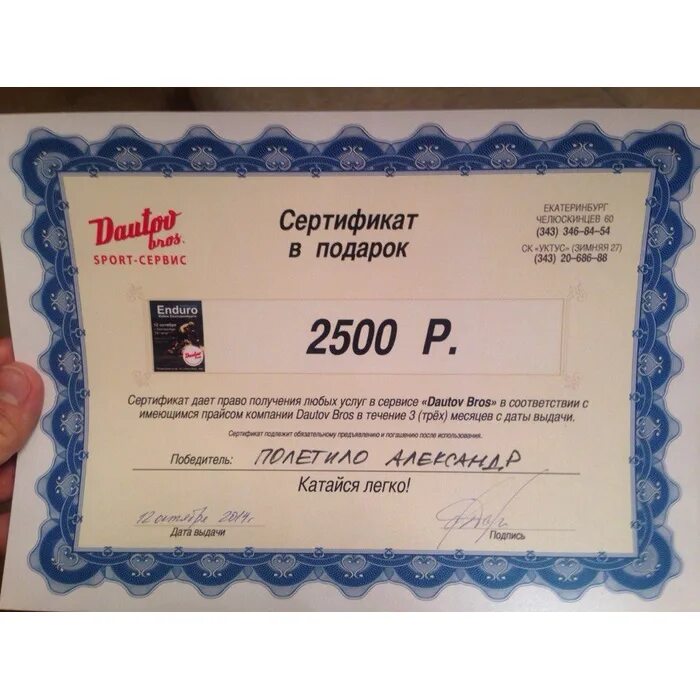 Dautov
bros.
SPORT-СЕРВИС
Сертификат
в подарок
ЕКАТЕРИНБУРГ
ЧЕЛЮСКИНЦЕВ 60
(343) 346-84-54
СК «УКТУС» (ЗИМНЯЯ 27)
(343) 20-686-88
Enduro
12 октября
Dautov
2500 Р.
Сертификат дает право получения любых услуг в сервисе «Dautov Bros» в соответствии с
имеющимся прайсом компании Dautov Bros в течение 3 (трёх) месяцев с даты выдачи.
Сертификат подлежит обязательному предъявлению и погашению после использования.
Победитель: ПОЛЕТИЛО АЛЕКСАНДР
Катайся легко!
12 октября 2014г
Дата выдачи
Подпись